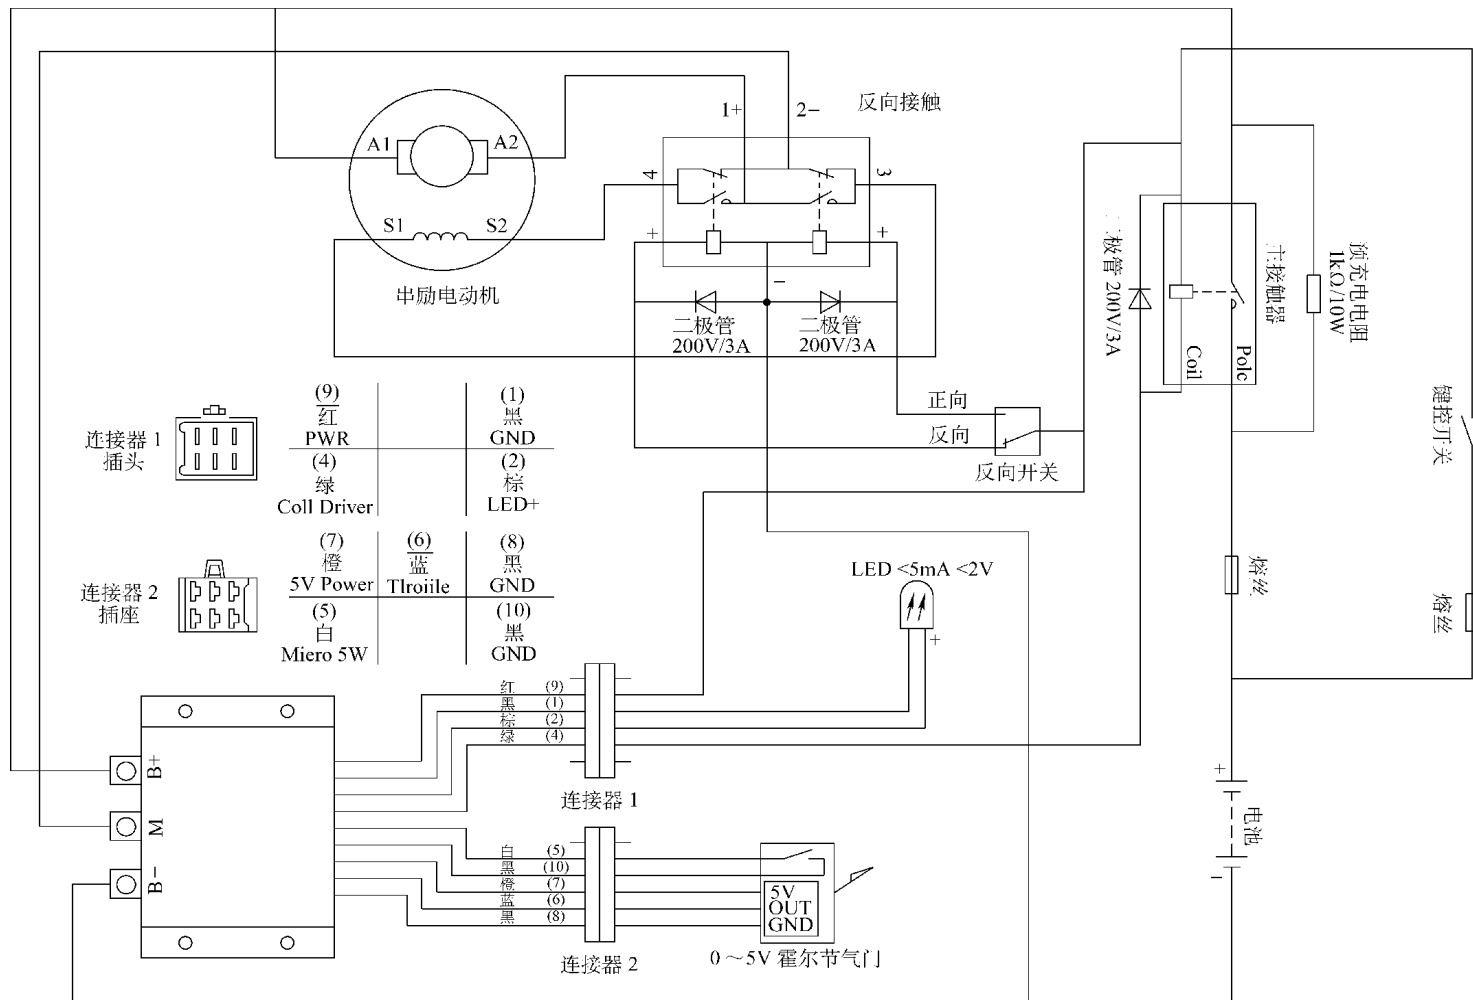 反向接触
1+
2−
A1
A2
4
3
S1
S2
+
+
−
串励电动机
二极管
200V/3A
二极管
200V/3A
二极管 200V/3A
主接触器
Coil
Polc
预充电电阻
1kΩ/10W
键控开关
正向
反向
反向开关
连接器 1
插头
(9)
红
PWR
(1)
黑
GND
(4)
绿
Coll Driver
(2)
棕
LED+
连接器 2
插座
(7)
橙
5V Power
(6)
蓝
Tlroiile
(8)
黑
GND
(5)
白
Miero 5W
(10)
黑
GND
LED <5mA <2V
+
熔丝
熔丝
红 (9)
黑 (1)
棕 (2)
绿 (4)
连接器 1
B+
M
B−
白 (5)
黑 (10)
橙 (7)
蓝 (6)
黑 (8)
连接器 2
5V
OUT
GND
0～5V 霍尔节气门
+
电池
−